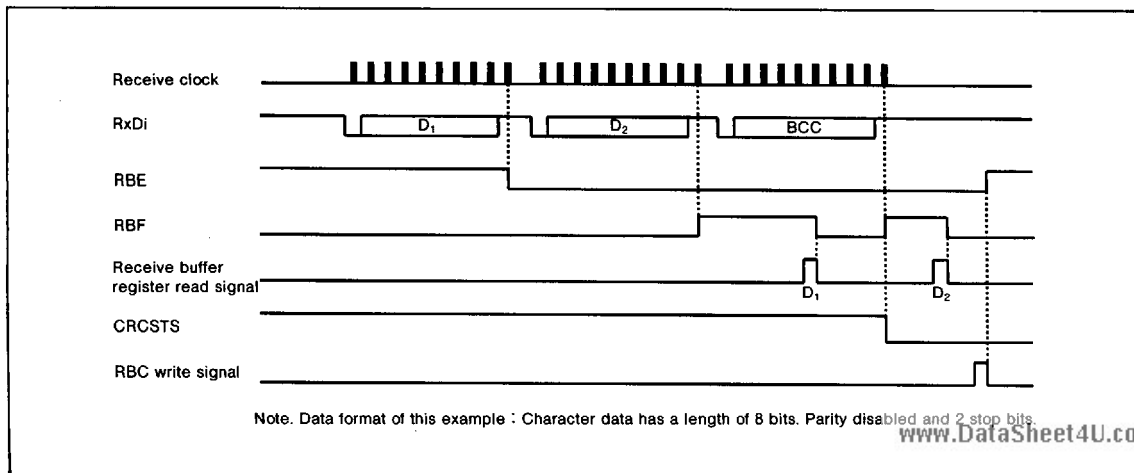 Receive clock
RxDi
D₁
D₂
BCC
RBE
RBF
Receive buffer
register read signal
D₁
D₂
CRCSTS
RBC write signal
Note. Data format of this example : Character data has a length of 8 bits. Parity disabled and 2 stop bits.
www.DataSheet4U.co